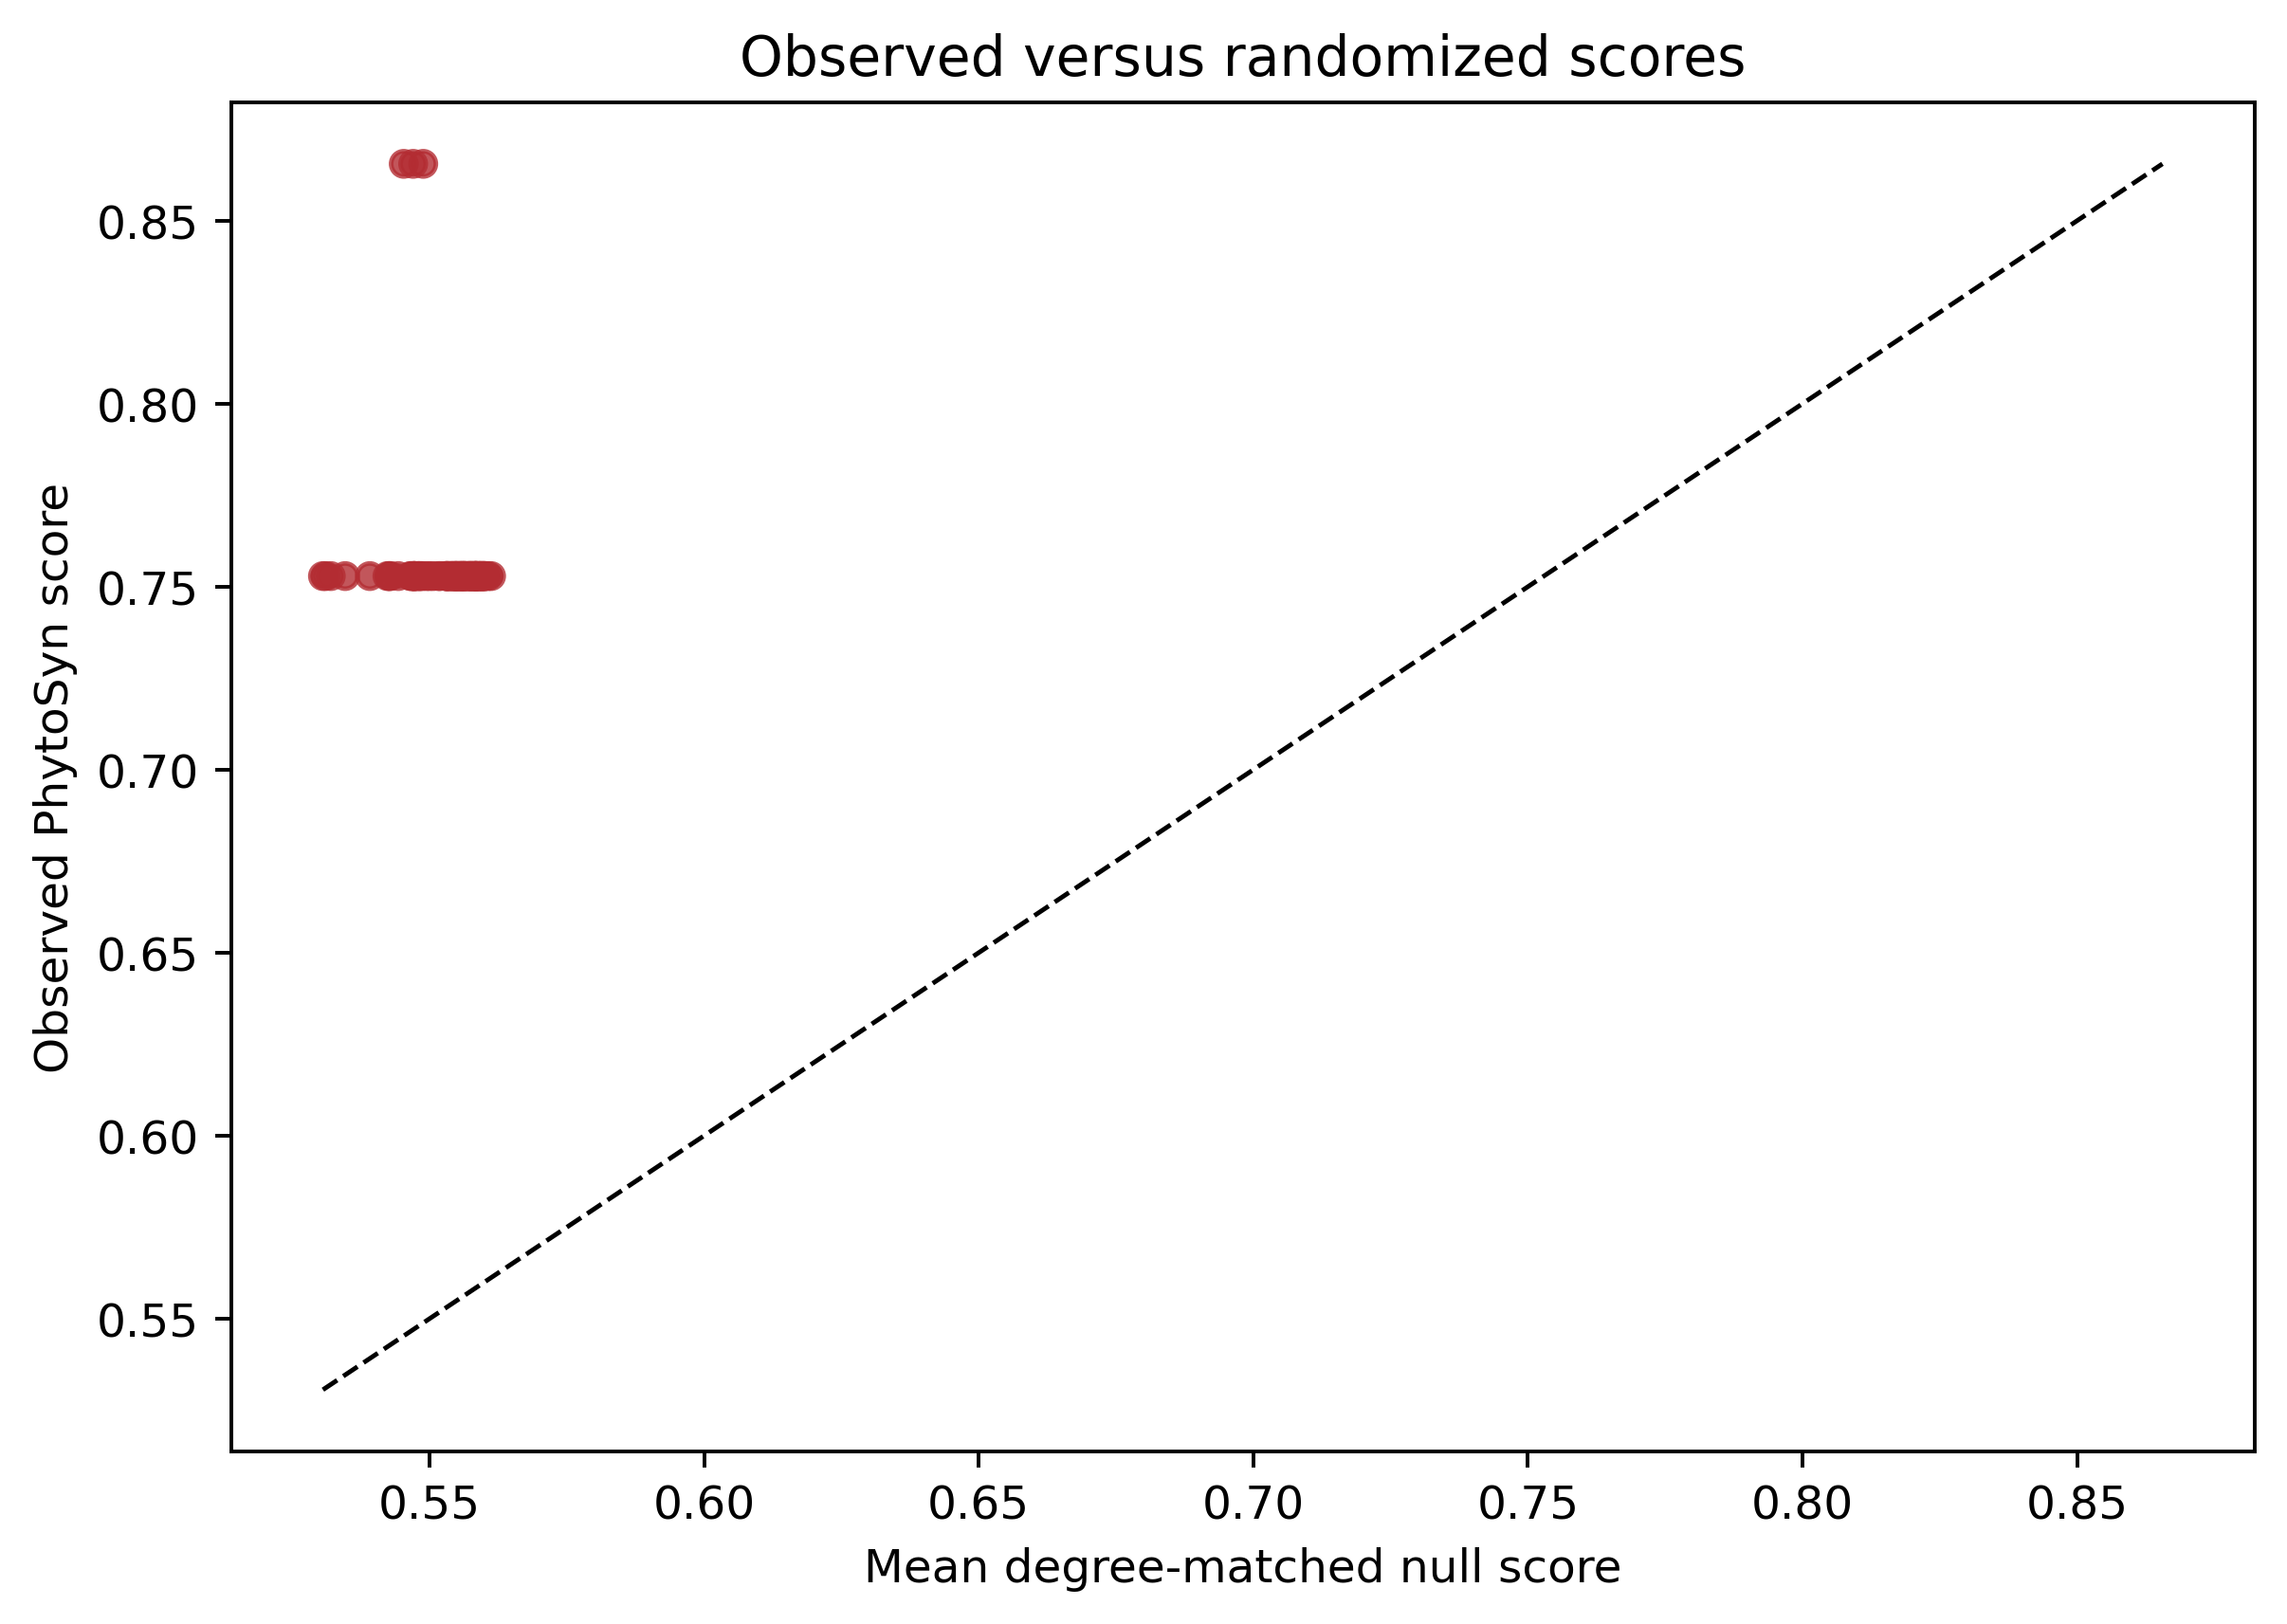 Observed versus randomized scores
Observed PhytoSyn score
0.85
0.80
0.75
0.70
0.65
0.60
0.55
0.55 0.60 0.65 0.70 0.75 0.80 0.85
Mean degree-matched null score